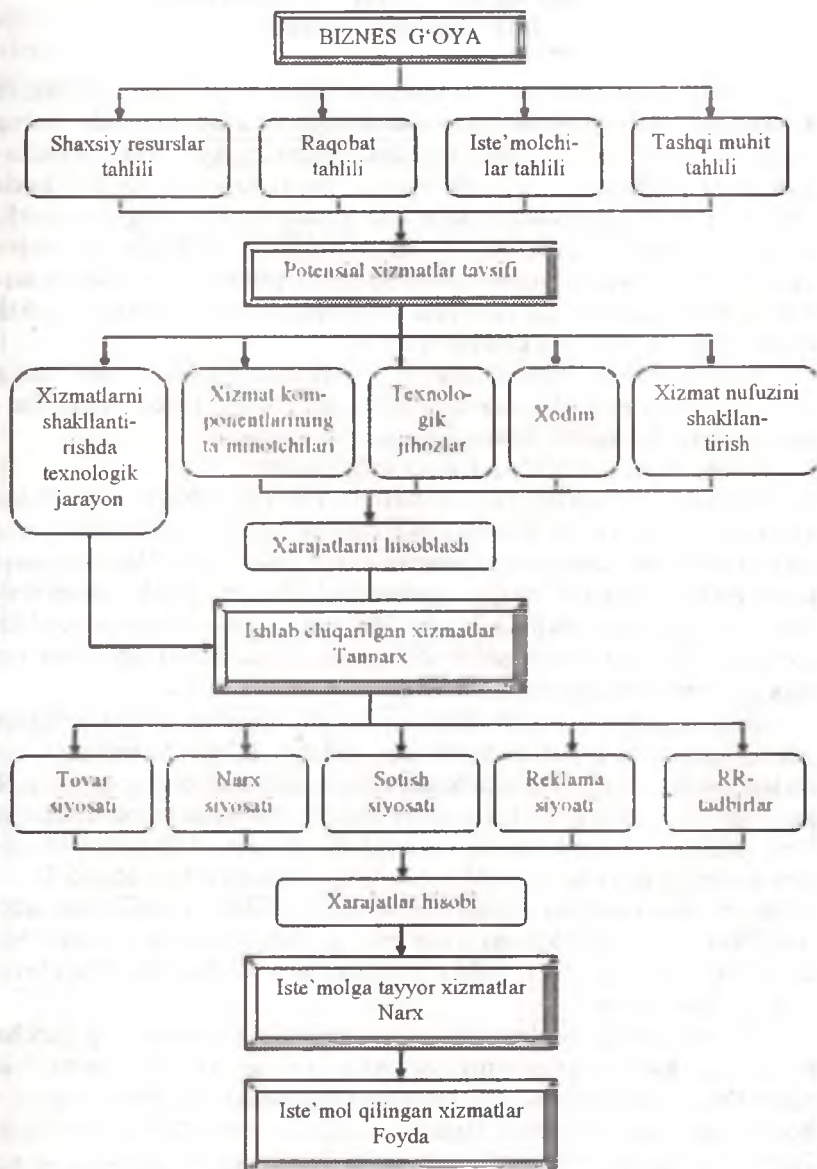 BIZNES G‘OYA
Shaxsiy resurslar
tahlili
Raqobat
tahlili
Iste’molchi-
lar tahlili
Tashqi muhit
tahlili
Potensial xizmatlar tavsifi
Xizmatlarni
shakllanti-
rishda
texnologik
jarayon
Xizmat kom-
ponentlarining
ta’minotchilari
Texnolo-
gik
jihozlar
Xodim
Xizmat nufuzini
shakllan-
tirish
Xarajatlarni hisoblash
Ishlab chiqarilgan xizmatlar
Tannarx
Tovar
siyosati
Narx
siyosati
Sotish
siyosati
Reklama
siyoati
RR-
tadbirlar
Xarajatlar hisobi
Iste`molga tayyor xizmatlar
Narx
Iste’mol qilingan xizmatlar
Foyda